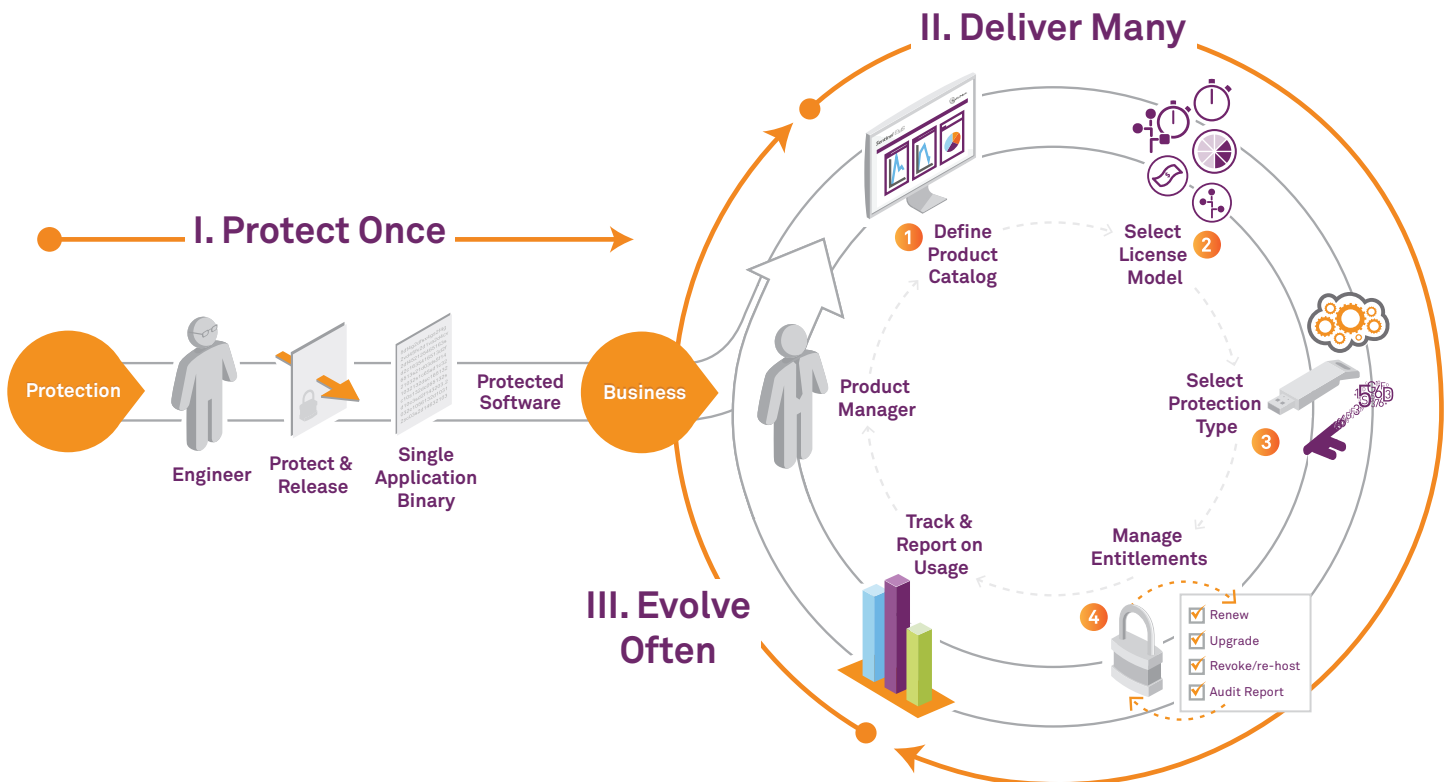 II. Deliver Many
I. Protect Once
Protection
Engineer
Protect &
Release
Single
Application
Binary
Protected
Software
Business
Product
Manager
Sentinel EMS
1
Define
Product
Catalog
Select
License
Model
2
Select
Protection
Type
3
Manage
Entitlements
4
Renew
Upgrade
Revoke/re-host
Audit Report
Track &
Report on
Usage
III. Evolve
Often